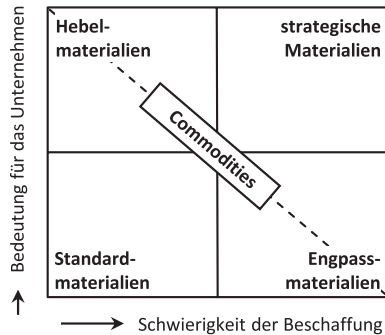 Bedeutung für das Unternehmen
Hebel-
materialien
strategische
Materialien
Commodities
Standard-
materialien
Engpass-
materialien
Schwierigkeit der Beschaffung